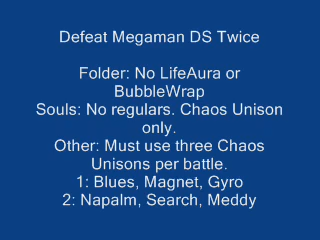 Defeat Megaman DS Twice
Folder: No LifeAura or
BubbleWrap
Souls: No regulars. Chaos Unison
only.
Other: Must use three Chaos
Unisons per battle.
1: Blues, Magnet, Gyro
2: Napalm, Search, Meddy